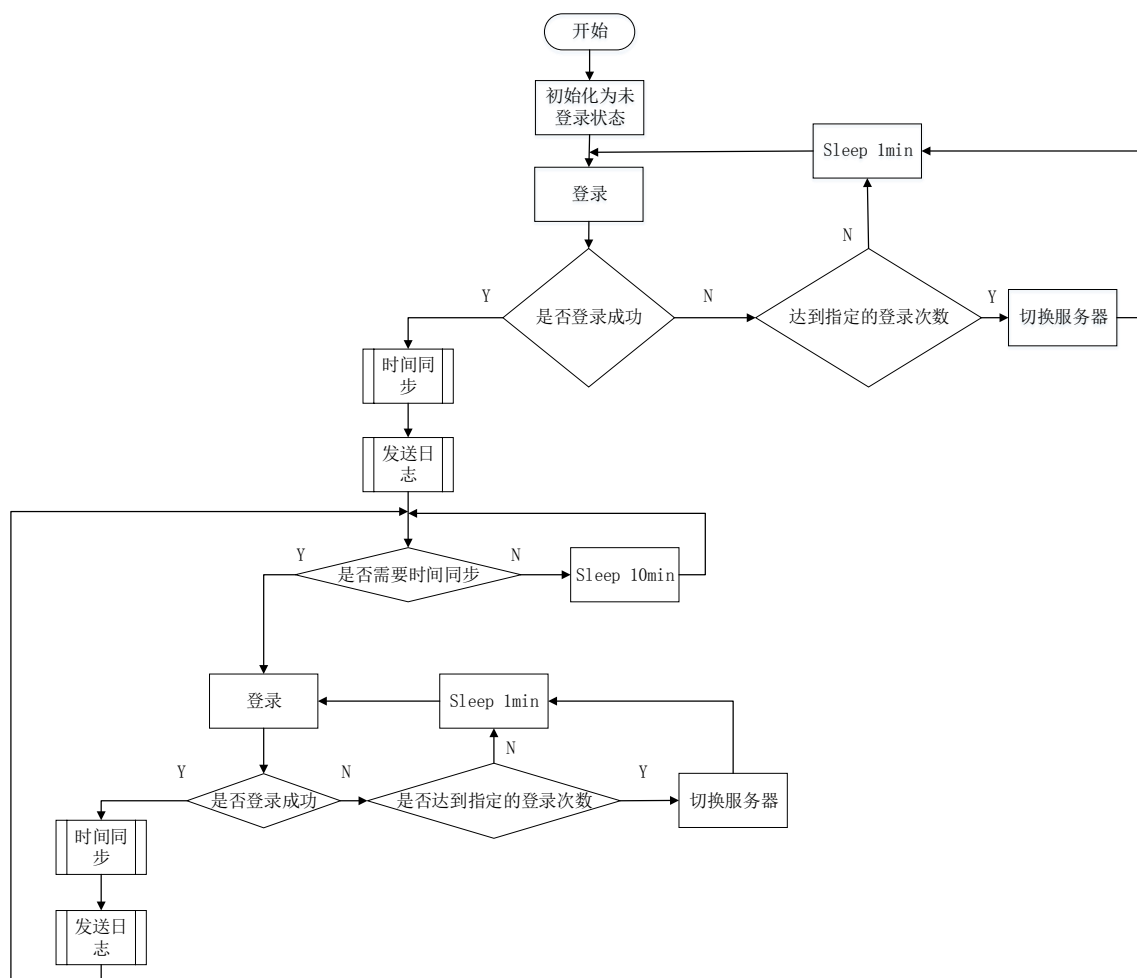 开始
初始化为未
登录状态
Sleep 1min
登录
N
Y
是否登录成功
N
达到指定的登录次数
Y
切换服务器
时间同
步
发送日
志
Y
是否需要时间同步
N
Sleep 10min
登录
Sleep 1min
N
Y
是否登录成功
N
是否达到指定的登录次数
Y
切换服务器
时间同
步
发送日
志